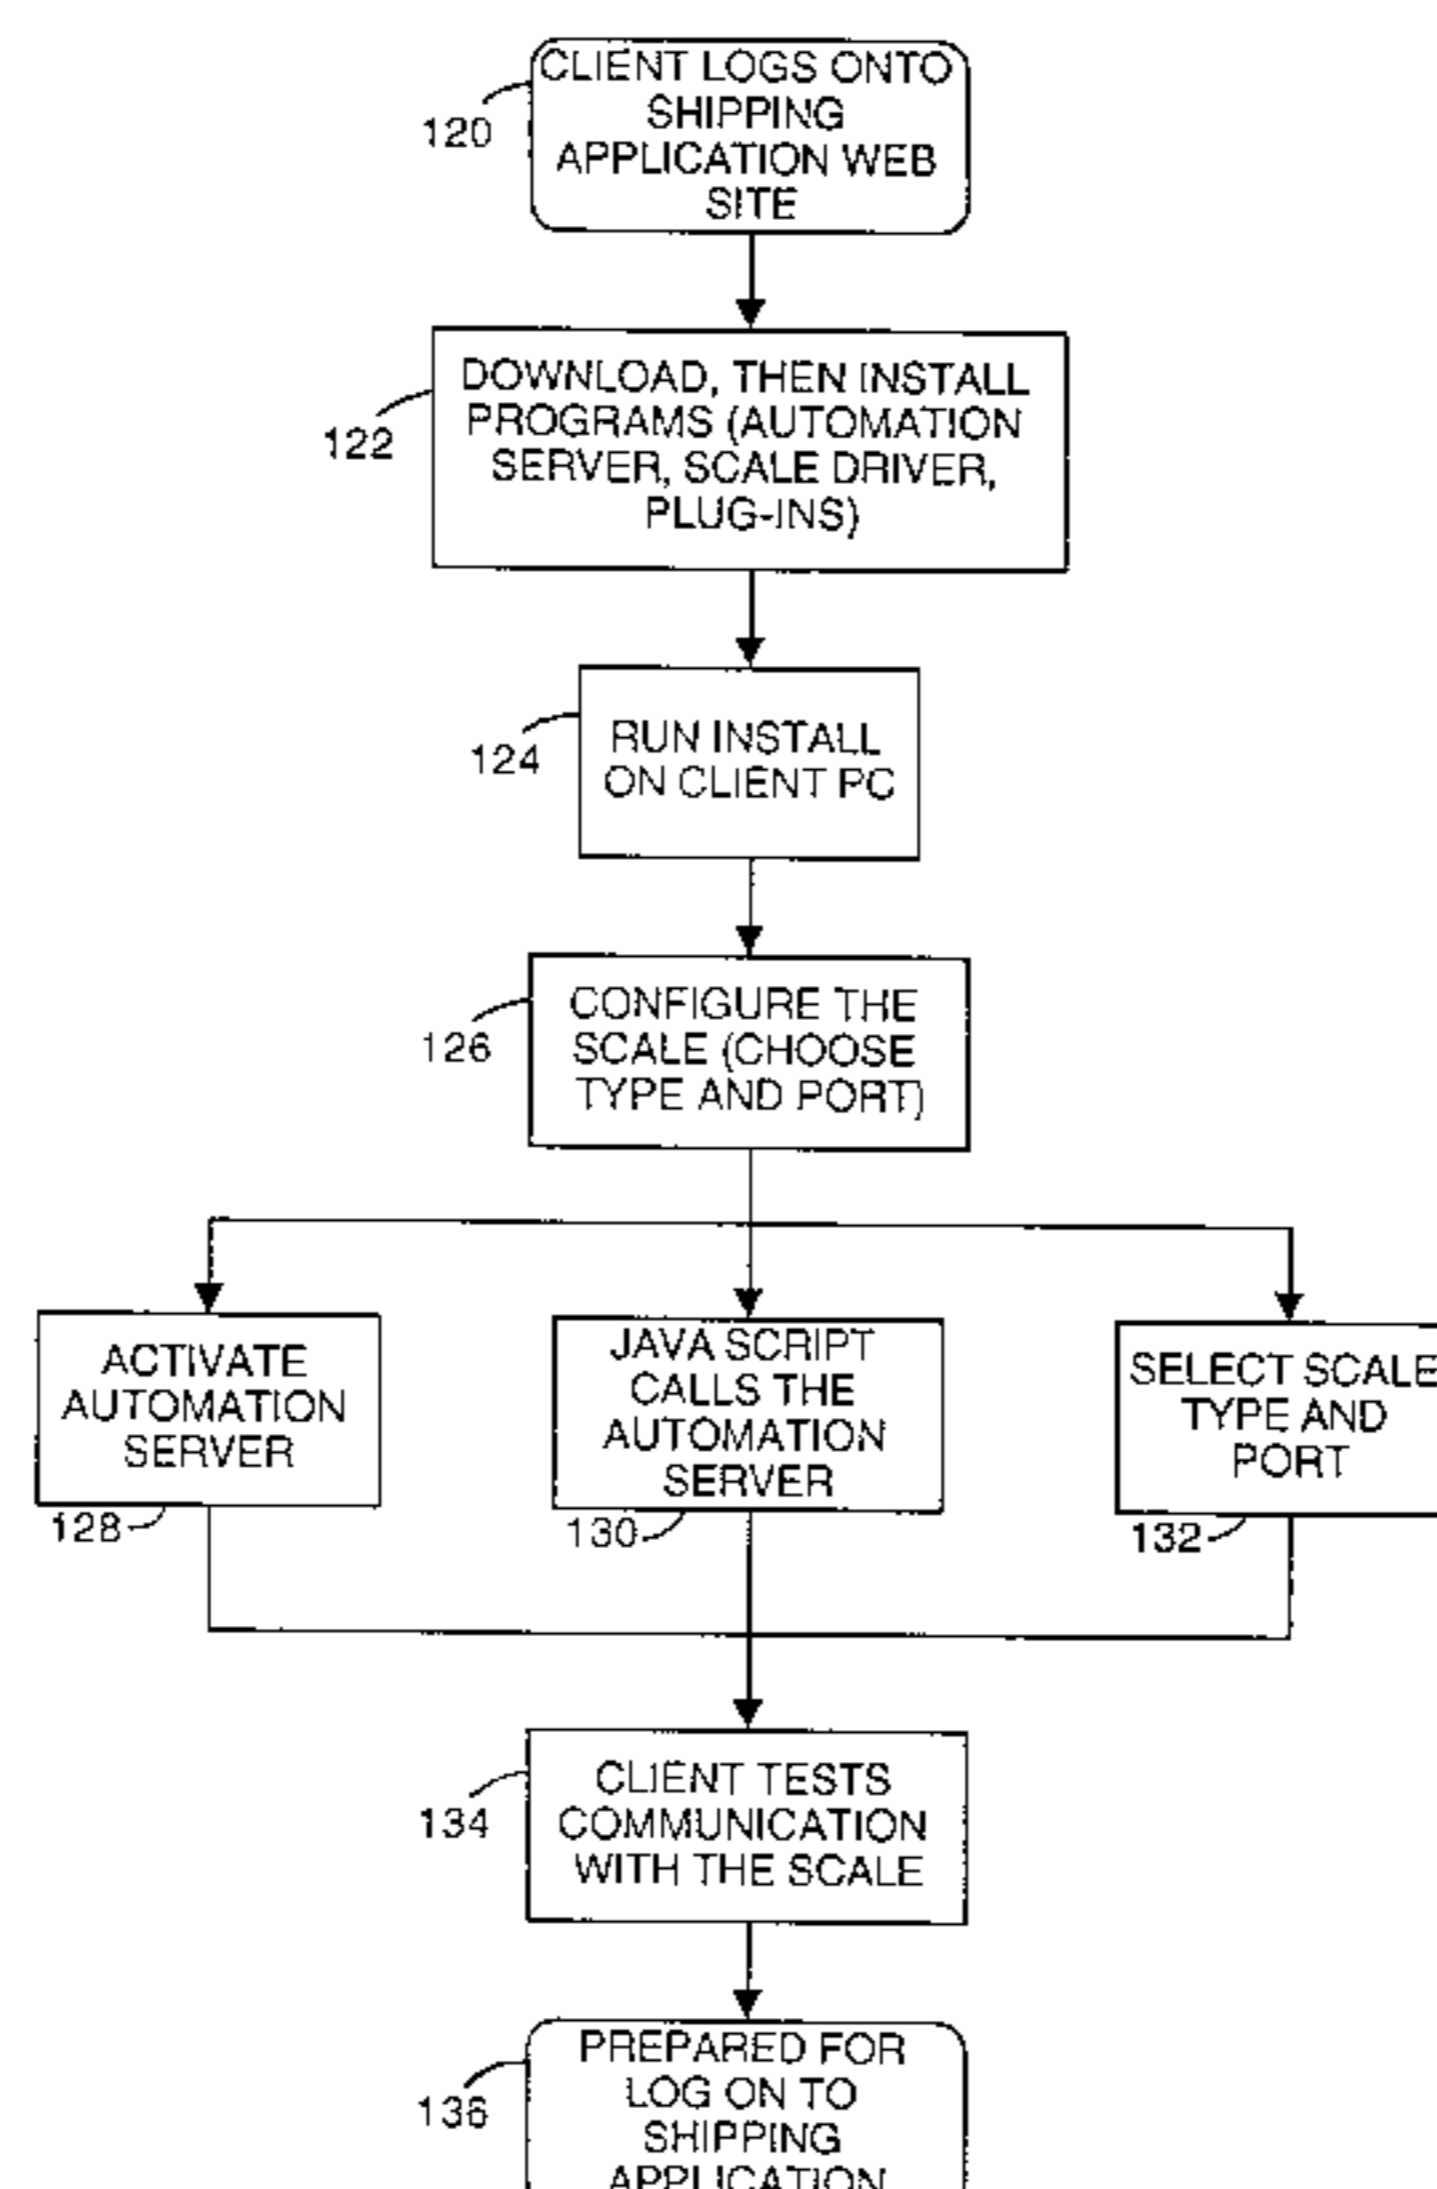 CLIENT LOGS ONTO
SHIPPING
APPLICATION WEB
SITE
120
DOWNLOAD, THEN INSTALL
PROGRAMS (AUTOMATION
SERVER, SCALE DRIVER,
PLUG-INS)
122
RUN INSTALL
ON CLIENT PC
124
CONFIGURE THE
SCALE (CHOOSE
TYPE AND PORT)
126
ACTIVATE
AUTOMATION
SERVER
128
JAVA SCRIPT
CALLS THE
AUTOMATION
SERVER
130
SELECT SCALE
TYPE AND
PORT
132
CLIENT TESTS
COMMUNICATION
WITH THE SCALE
134
PREPARED FOR
LOG ON TO
SHIPPING
APPLICATION
136